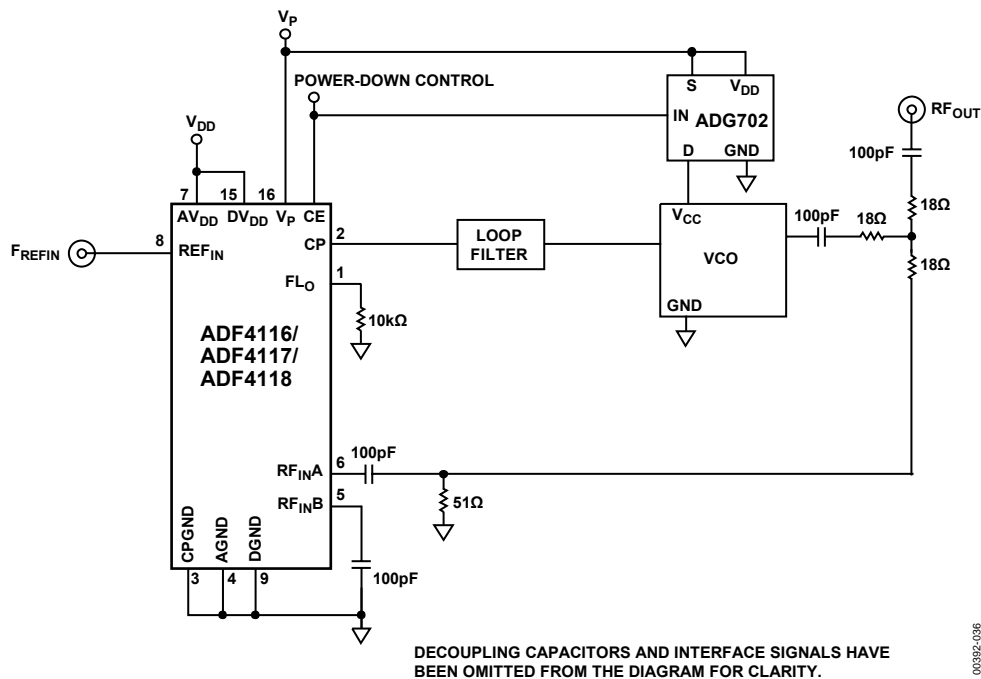 VP
POWER-DOWN CONTROL
S VDD
IN ADG702
D GND
RFOUT
100pF
VDD
7 15 16
AVDD DVDD VP CE
FREFIN 8 REFIN
CP 2
LOOP
FILTER
VCC
VCO
GND
100pF 18Ω
18Ω
18Ω
1
FLO
10kΩ
ADF4116/
ADF4117/
ADF4118
RFINA 6 100pF
RFINB 5
51Ω
100pF
CPGND AGND DGND
3 4 9
DECOUPLING CAPACITORS AND INTERFACE SIGNALS HAVE
BEEN OMITTED FROM THE DIAGRAM FOR CLARITY.
00392-036